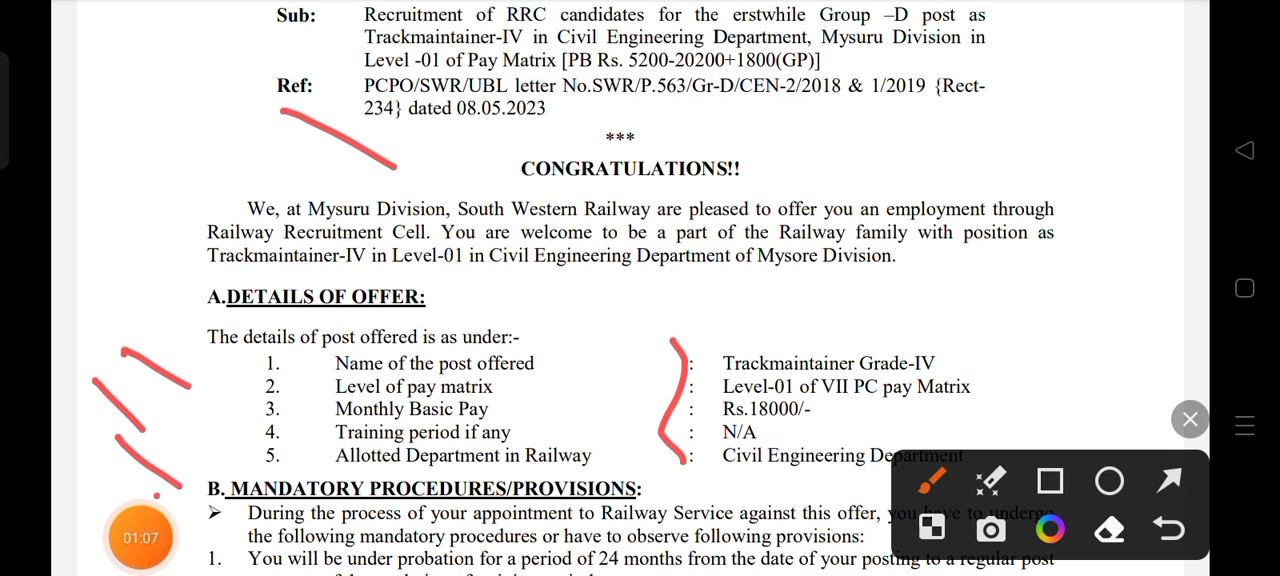 Sub: Recruitment of RRC candidates for the erstwhile Group –D post as
Trackmaintainer-IV in Civil Engineering Department, Mysuru Division in
Level -01 of Pay Matrix [PB Rs. 5200-20200+1800(GP)]
Ref: PCPO/SWR/UBL letter No.SWR/P.563/Gr-D/CEN-2/2018 & 1/2019 {Rect-
234} dated 08.05.2023
***
CONGRATULATIONS!!
We, at Mysuru Division, South Western Railway are pleased to offer you an employment through
Railway Recruitment Cell. You are welcome to be a part of the Railway family with position as
Trackmaintainer-IV in Level-01 in Civil Engineering Department of Mysore Division.
A.DETAILS OF OFFER:
The details of post offered is as under:-
1. Name of the post offered : Trackmaintainer Grade-IV
2. Level of pay matrix : Level-01 of VII PC pay Matrix
3. Monthly Basic Pay : Rs.18000/-
4. Training period if any : N/A
5. Allotted Department in Railway : Civil Engineering Department
B. MANDATORY PROCEDURES/PROVISIONS:
➢ During the process of your appointment to Railway Service against this offer, you have to undergo
the following mandatory procedures or have to observe following provisions:
1. You will be under probation for a period of 24 months from the date of your posting to a regular post
01:07